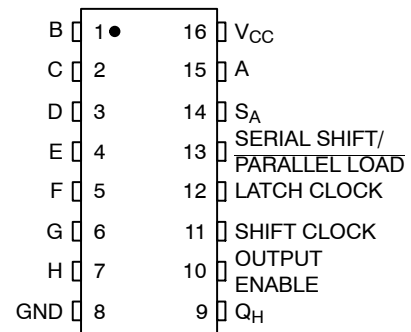 B 1 16 VCC
C 2 15 A
D 3 14 SA
E 4 13 SERIAL SHIFT/
PARALLEL LOAD
F 5 12 LATCH CLOCK
G 6 11 SHIFT CLOCK
H 7 10 OUTPUT
ENABLE
GND 8 9 QH